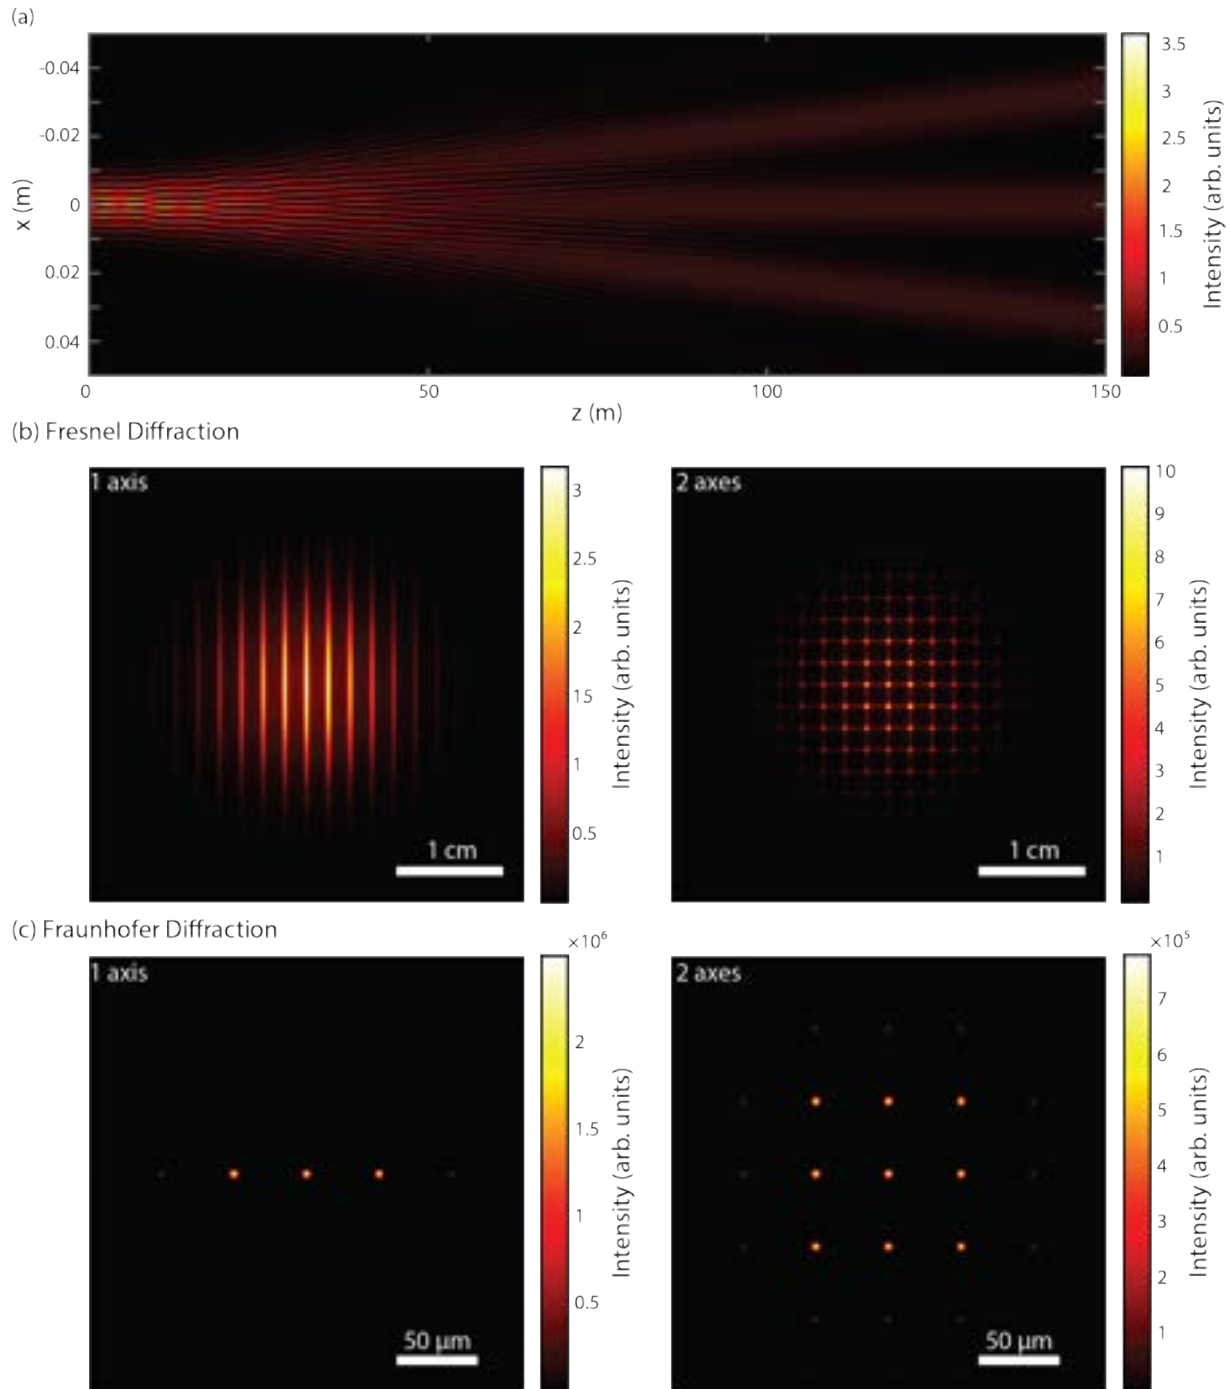 (a)
-0.04
-0.02
0
0.02
0.04
x (m)
0
50
100
150
z (m)
3.5
3
2.5
2
1.5
1
0.5
Intensity (arb. units)
(b) Fresnel Diffraction
1 axis
1 cm
3
2.5
2
1.5
1
0.5
Intensity (arb. units)
2 axes
1 cm
10
9
8
7
6
5
4
3
2
1
Intensity (arb. units)
(c) Fraunhofer Diffraction
1 axis
50 μm
×10⁶
2
1.5
1
0.5
Intensity (arb. units)
2 axes
50 μm
×10⁵
7
6
5
4
3
2
1
Intensity (arb. units)